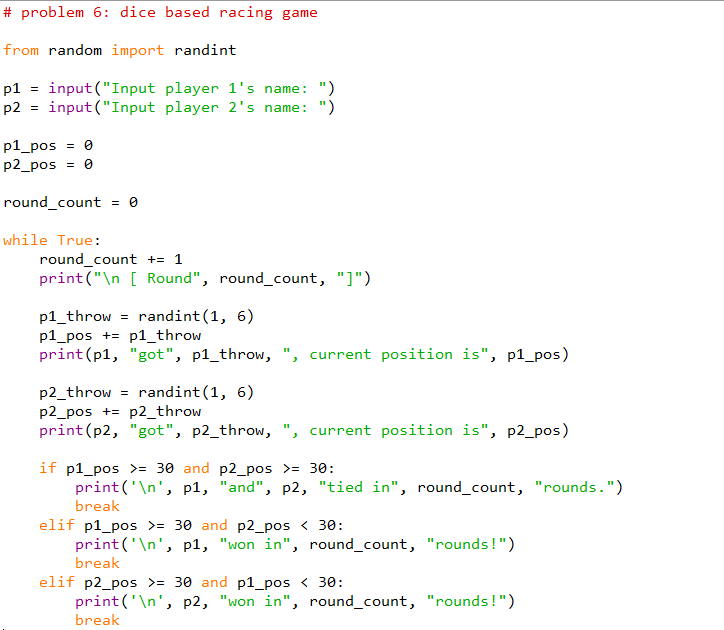 # problem 6: dice based racing game
from random import randint
p1 = input("Input player 1's name: ")
p2 = input("Input player 2's name: ")
p1_pos = 0
p2_pos = 0
round_count = 0
while True:
    round_count += 1
    print("\n [ Round", round_count, "]")
    p1_throw = randint(1, 6)
    p1_pos += p1_throw
    print(p1, "got", p1_throw, ", current position is", p1_pos)
    p2_throw = randint(1, 6)
    p2_pos += p2_throw
    print(p2, "got", p2_throw, ", current position is", p2_pos)
    if p1_pos >= 30 and p2_pos >= 30:
        print('\n', p1, "and", p2, "tied in", round_count, "rounds.")
        break
    elif p1_pos >= 30 and p2_pos < 30:
        print('\n', p1, "won in", round_count, "rounds!")
        break
    elif p2_pos >= 30 and p1_pos < 30:
        print('\n', p2, "won in", round_count, "rounds!")
        break